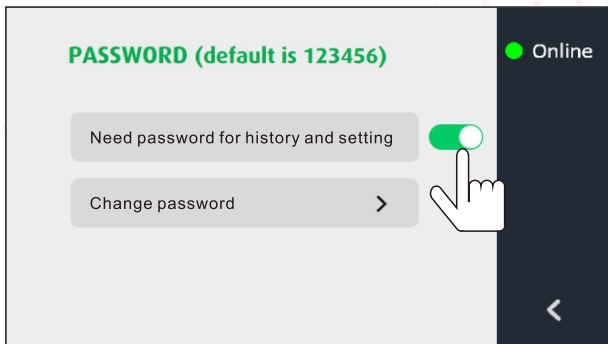 PASSWORD (default is 123456)
Online
Need password for history and setting
Change password